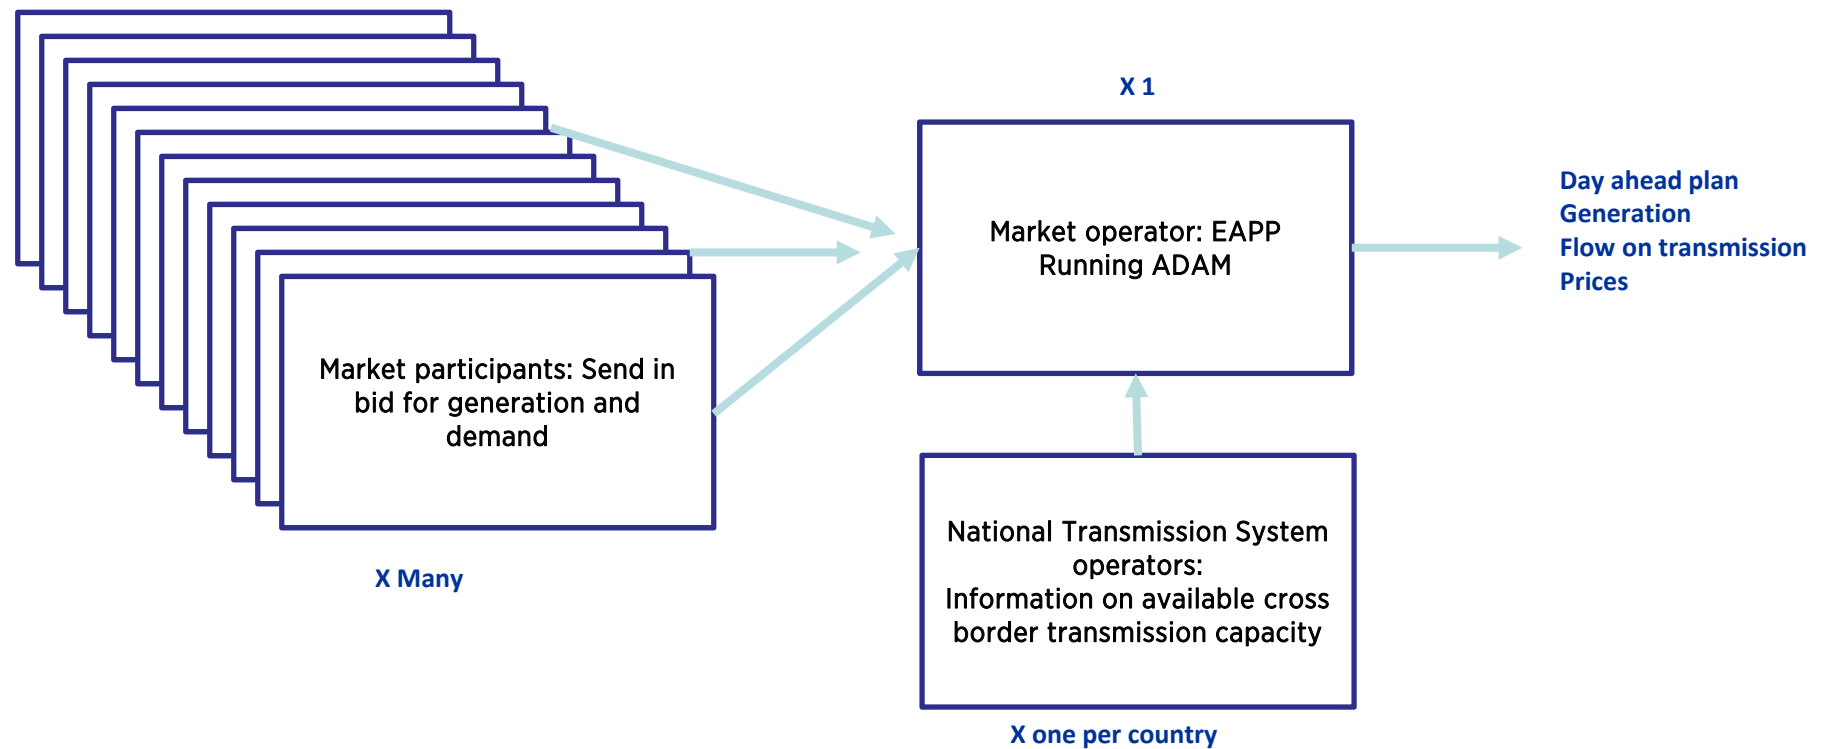 X 1
Market operator: EAPP
Running ADAM
Day ahead plan
Generation
Flow on transmission
Prices
Market participants: Send in
bid for generation and
demand
X Many
National Transmission System
operators:
Information on available cross
border transmission capacity
X one per country